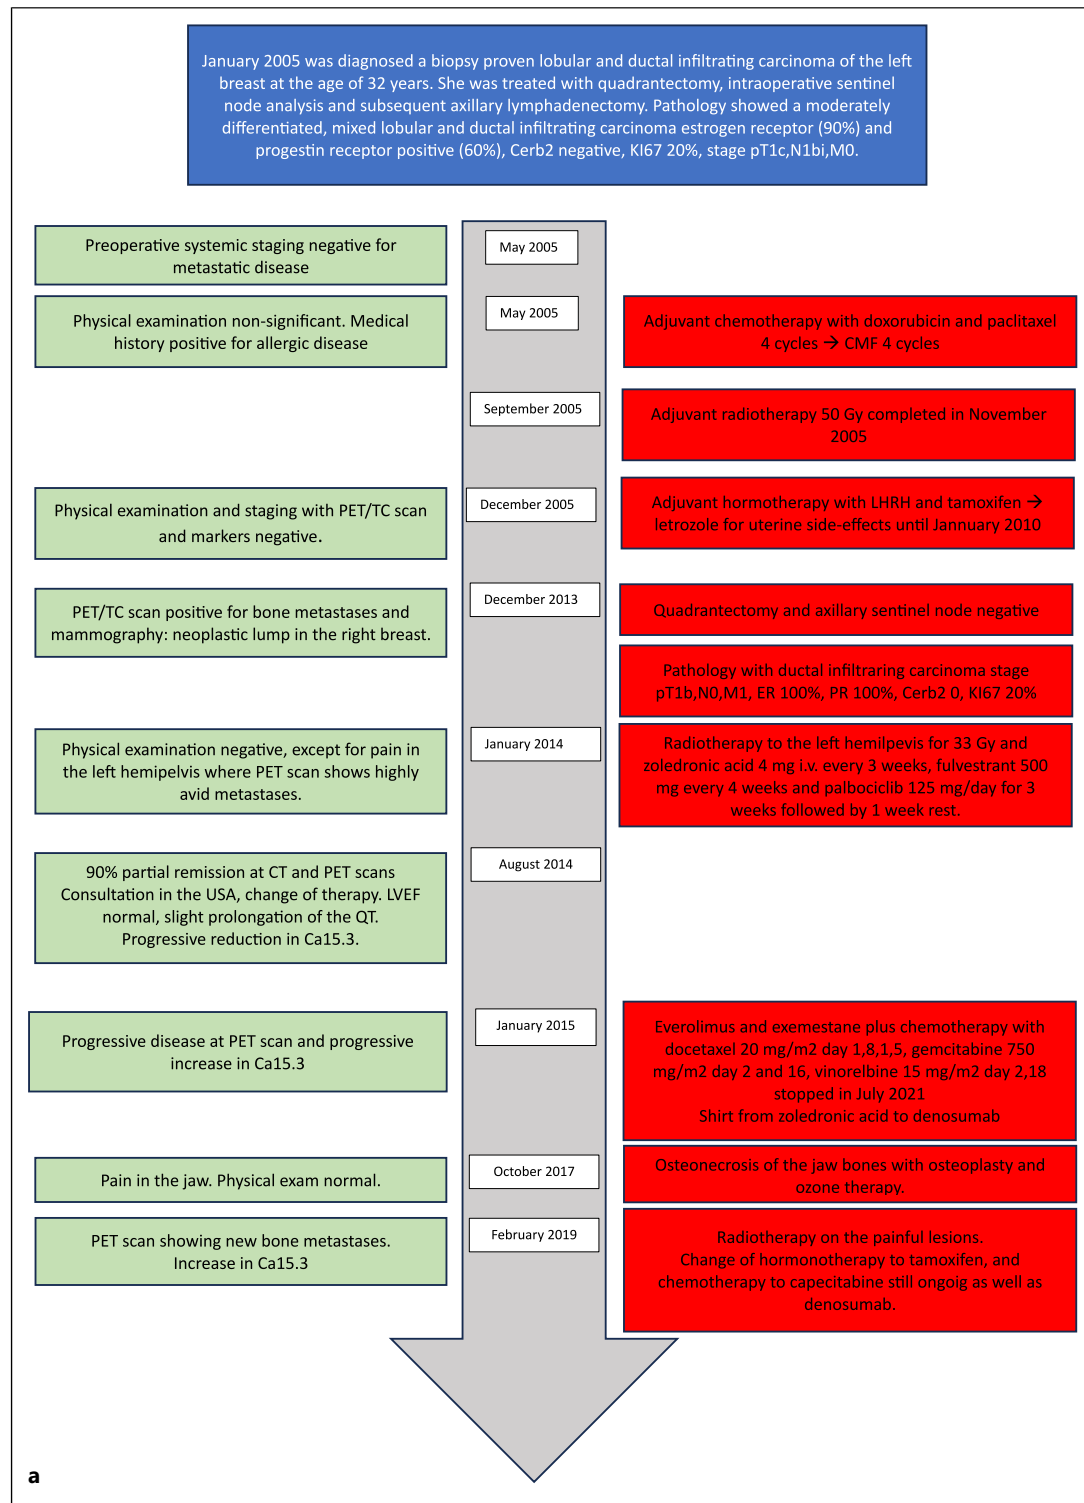 January 2005 was diagnosed a biopsy proven lobular and ductal infiltrating carcinoma of the left
breast at the age of 32 years. She was treated with quadrantectomy, intraoperative sentinel
node analysis and subsequent axillary lymphadenectomy. Pathology showed a moderately
differentiated, mixed lobular and ductal infiltrating carcinoma estrogen receptor (90%) and
progestin receptor positive (60%), Cerb2 negative, KI67 20%, stage pT1c,N1bi,M0.
Preoperative systemic staging negative for
metastatic disease
May 2005
Physical examination non-significant. Medical
history positive for allergic disease
May 2005
Adjuvant chemotherapy with doxorubicin and paclitaxel
4 cycles → CMF 4 cycles
September 2005
Adjuvant radiotherapy 50 Gy completed in November
2005
Physical examination and staging with PET/TC scan
and markers negative.
December 2005
Adjuvant hormotherapy with LHRH and tamoxifen →
letrozole for uterine side-effects until Jannuary 2010
PET/TC scan positive for bone metastases and
mammography: neoplastic lump in the right breast.
December 2013
Quadrantectomy and axillary sentinel node negative
Pathology with ductal infiltraring carcinoma stage
pT1b,N0,M1, ER 100%, PR 100%, Cerb2 0, KI67 20%
Physical examination negative, except for pain in
the left hemipelvis where PET scan shows highly
avid metastases.
January 2014
Radiotherapy to the left hemilpevis for 33 Gy and
zoledronic acid 4 mg i.v. every 3 weeks, fulvestrant 500
mg every 4 weeks and palbociclib 125 mg/day for 3
weeks followed by 1 week rest.
90% partial remission at CT and PET scans
Consultation in the USA, change of therapy. LVEF
normal, slight prolongation of the QT.
Progressive reduction in Ca15.3.
August 2014
Progressive disease at PET scan and progressive
increase in Ca15.3
January 2015
Everolimus and exemestane plus chemotherapy with
docetaxel 20 mg/m2 day 1,8,1,5, gemcitabine 750
mg/m2 day 2 and 16, vinorelbine 15 mg/m2 day 2,18
stopped in July 2021
Shirt from zoledronic acid to denosumab
Pain in the jaw. Physical exam normal.
October 2017
Osteonecrosis of the jaw bones with osteoplasty and
ozone therapy.
PET scan showing new bone metastases.
Increase in Ca15.3
February 2019
Radiotherapy on the painful lesions.
Change of hormonotherapy to tamoxifen, and
chemotherapy to capecitabine still ongoig as well as
denosumab.
a